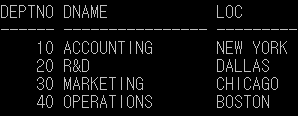 DEPTNO DNAME            LOC
------ ---------------- ---------
    10 ACCOUNTING       NEW YORK
    20 R&D              DALLAS
    30 MARKETING        CHICAGO
    40 OPERATIONS       BOSTON